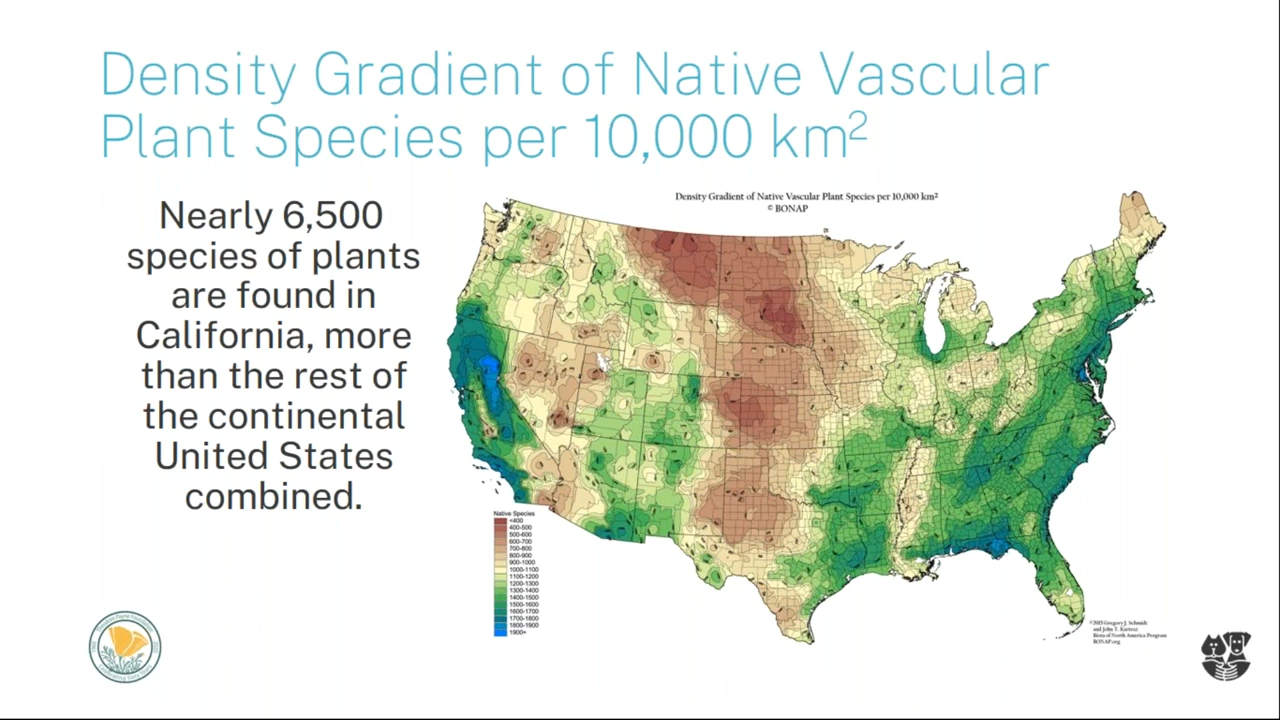 Density Gradient of Native Vascular
Plant Species per 10,000 km²
Nearly 6,500
species of plants
are found in
California, more
than the rest of
the continental
United States
combined.
Density Gradient of Native Vascular Plant Species per 10,000 km²
© BONAP
Native Species
<400
400-500
500-600
600-700
700-800
800-900
900-1000
1000-1100
1100-1200
1200-1300
1300-1400
1400-1500
1500-1600
1600-1700
1700-1800
1800-1900
1900+
©2015 Gregory J. Schmidt
and John T. Kartesz
Biota of North America Program
BONAP.org